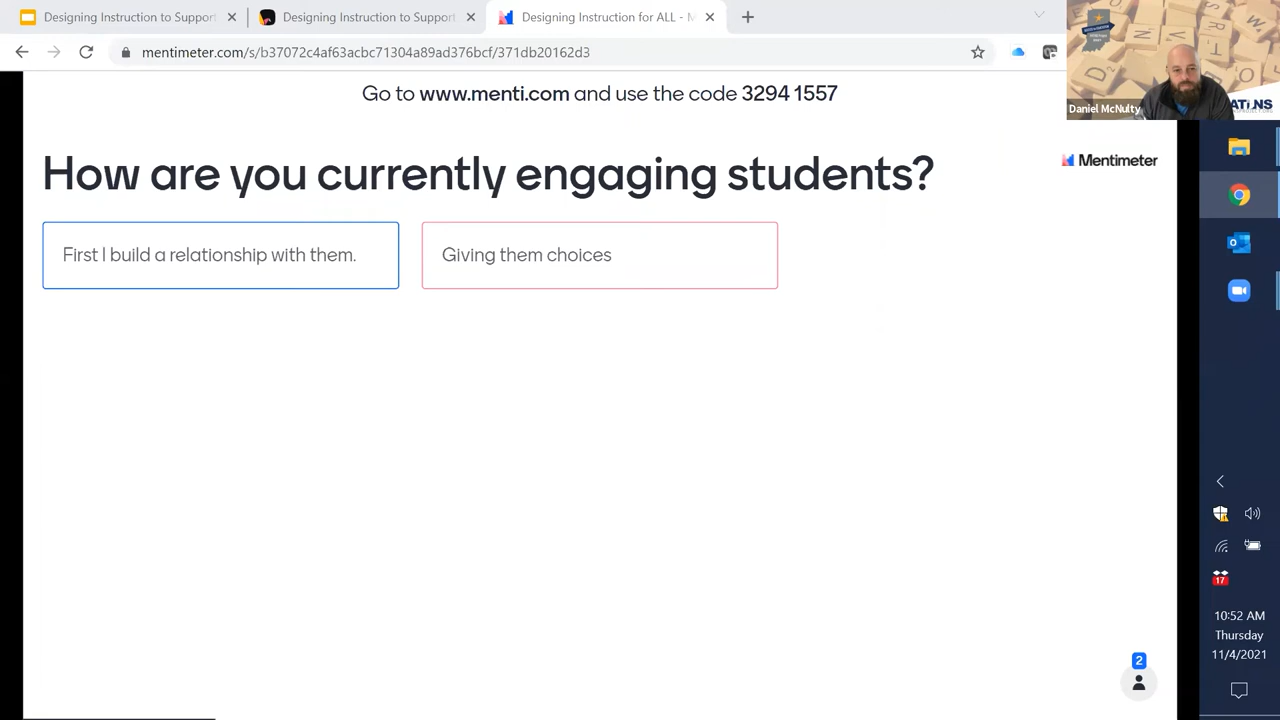 Designing Instruction to Support
Designing Instruction to Support
Designing Instruction for ALL - M
mentimeter.com/s/b37072c4af63acbc71304a89ad376bcf/371db20162d3
Go to www.menti.com and use the code 3294 1557
Daniel McNulty
Mentimeter
How are you currently engaging students?
First I build a relationship with them.
Giving them choices
17
10:52 AM
Thursday
11/4/2021
2